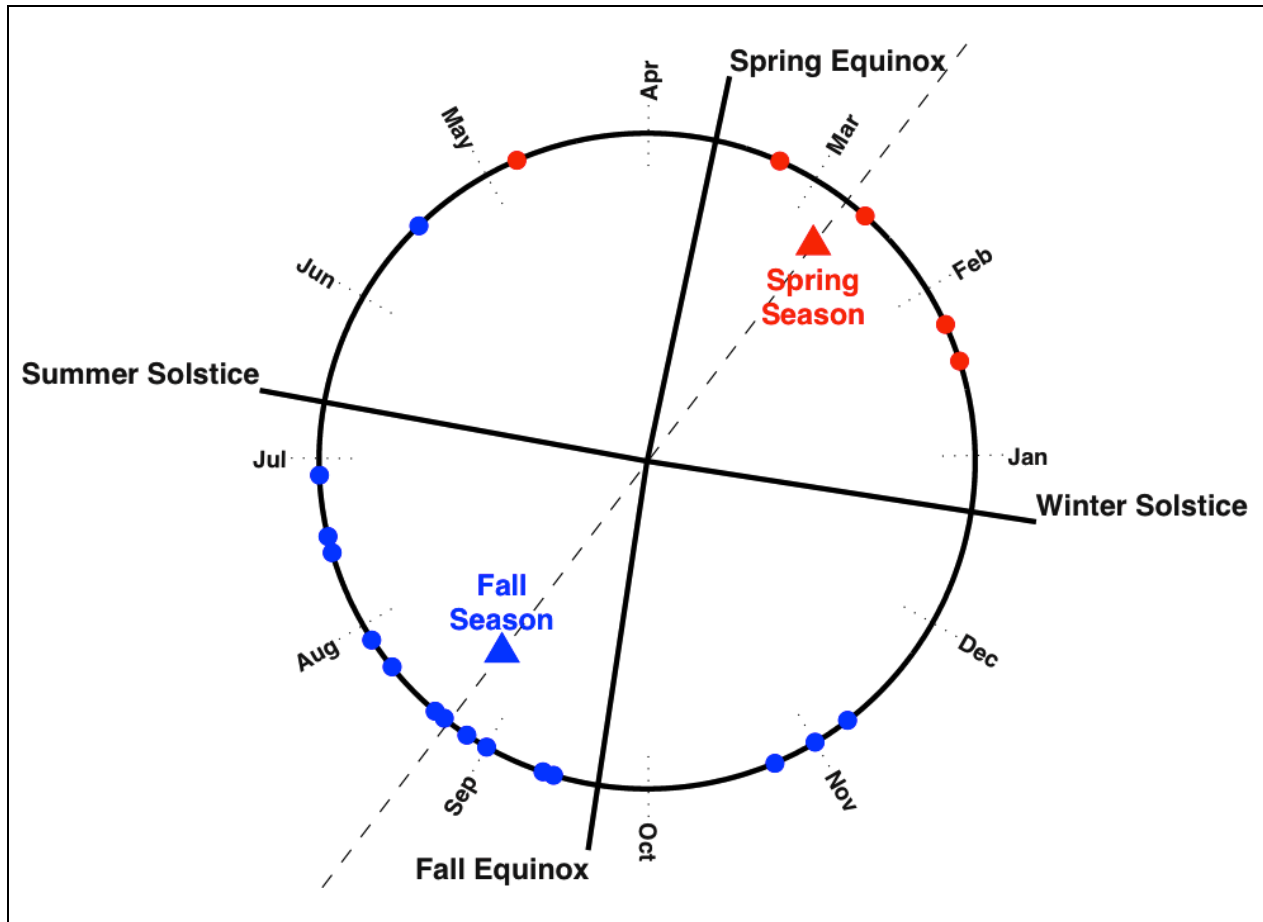 Spring Equinox
Apr
May
Mar
Feb
Jun
Spring
Season
Summer Solstice
Jul
Jan
Winter Solstice
Fall
Season
Aug
Dec
Sep
Nov
Oct
Fall Equinox